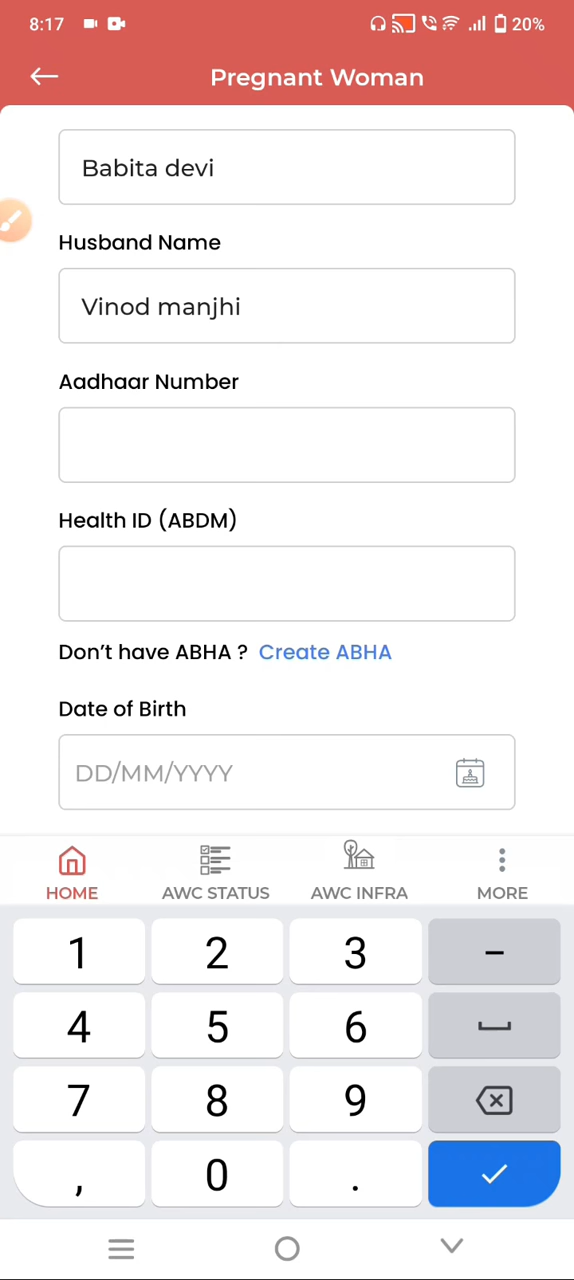 8:17 20%
Pregnant Woman
Babita devi
Husband Name
Vinod manjhi
Aadhaar Number
Health ID (ABDM)
Don't have ABHA ? Create ABHA
Date of Birth
DD/MM/YYYY
HOME AWC STATUS AWC INFRA MORE
1 2 3 –
4 5 6
7 8 9
, 0 .